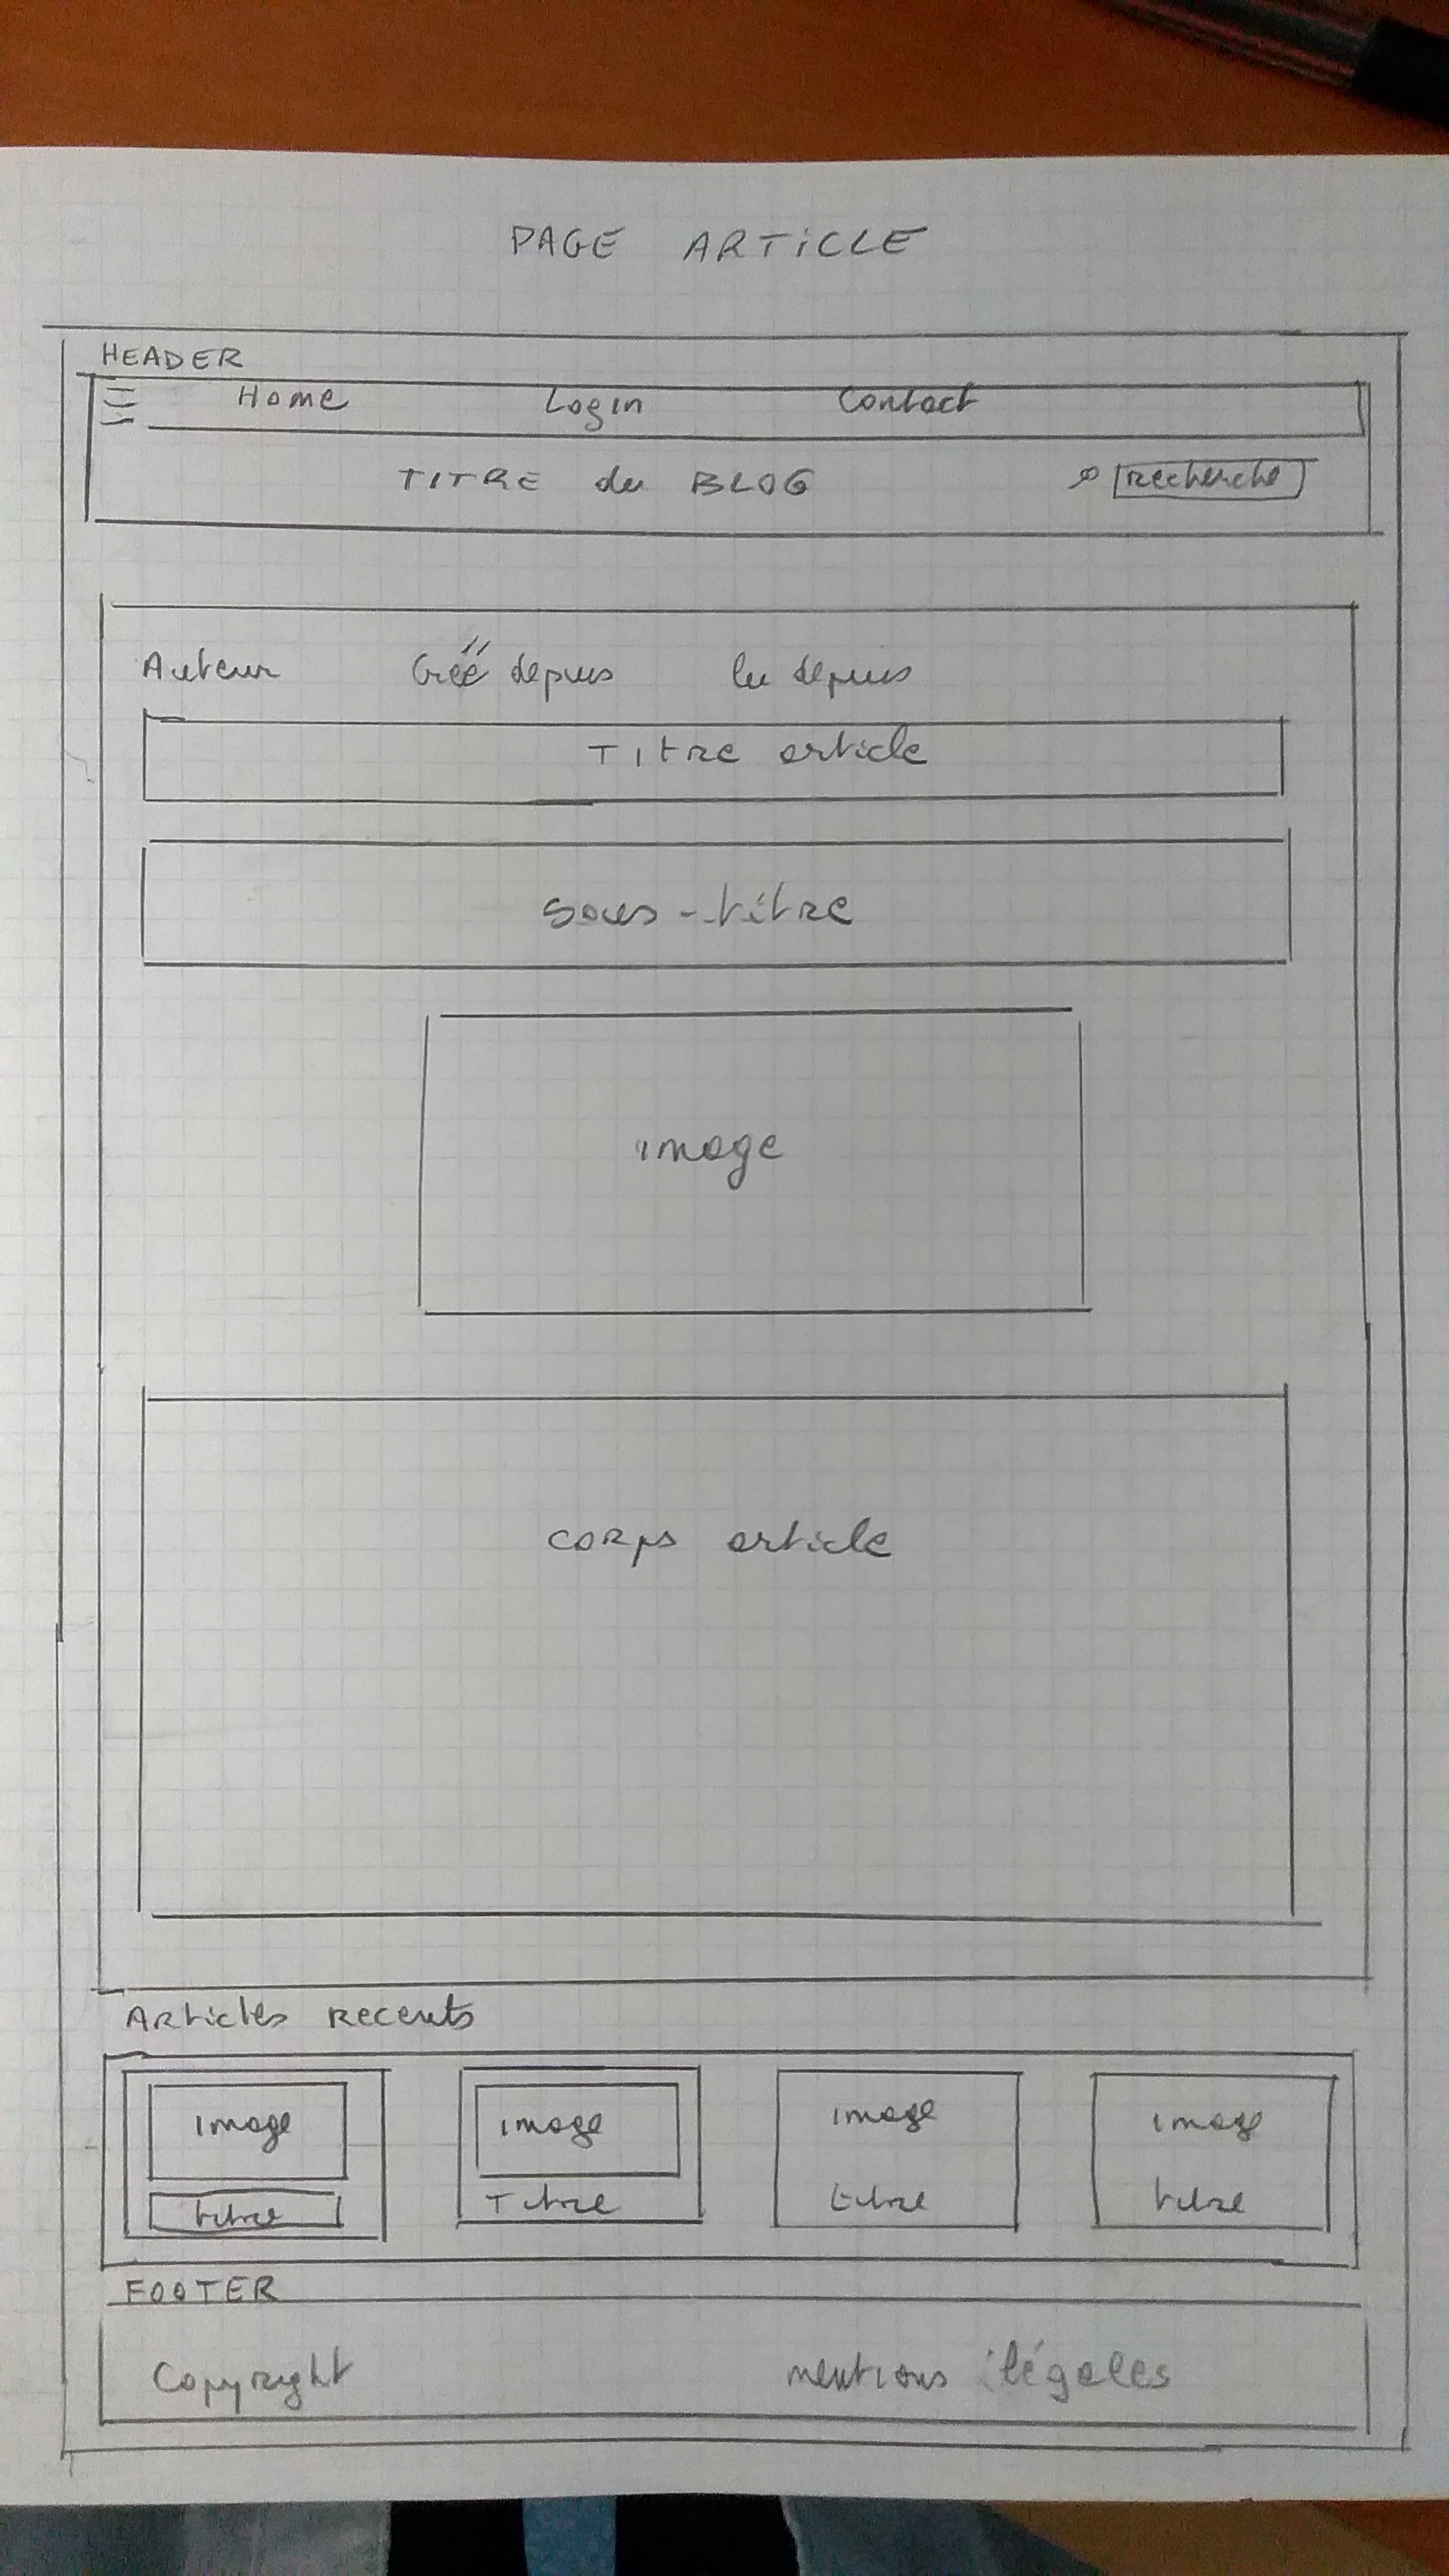 PAGE ARTICLE
HEADER
Home Login Contact
TITRE du BLOG recherche
Auteur Créé depuis lu depuis
Titre article
sous-titre
image
corps article
Articles recents
image image image image
titre Titre titre titre
FOOTER
Copyright mentions légales